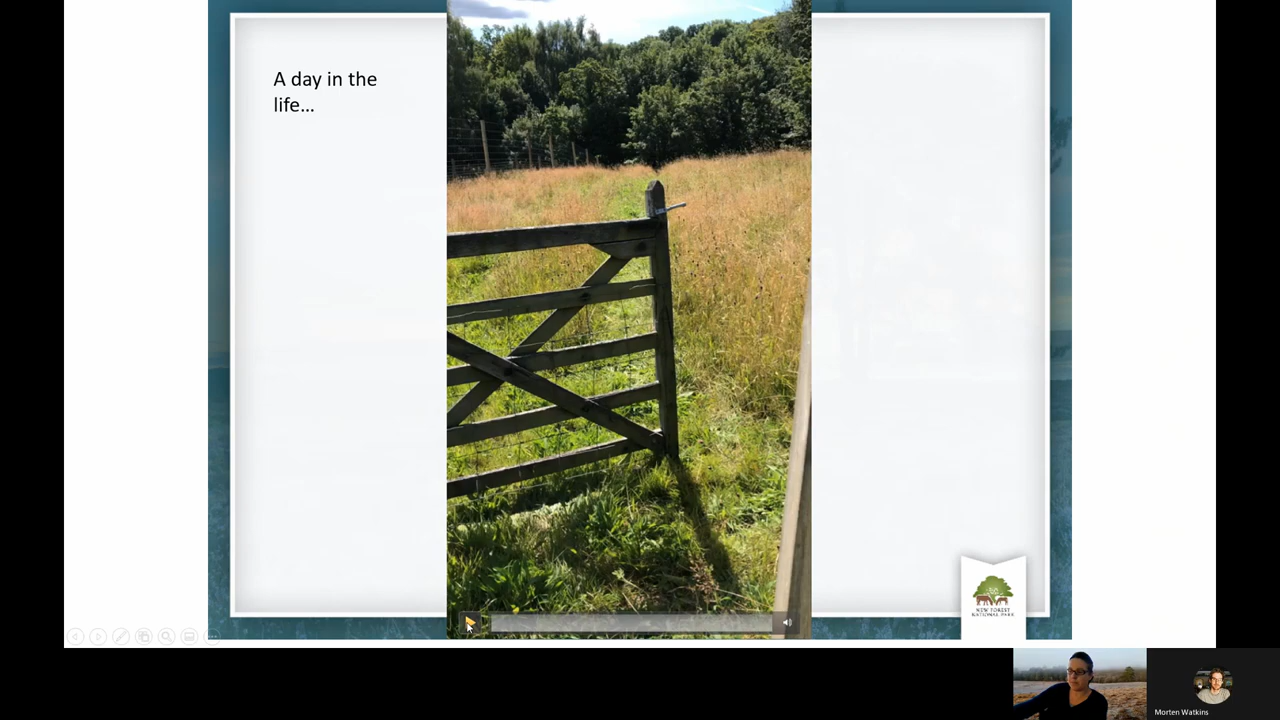 A day in the
life...
NEW FOREST
NATIONAL PARK
Morten Watkins